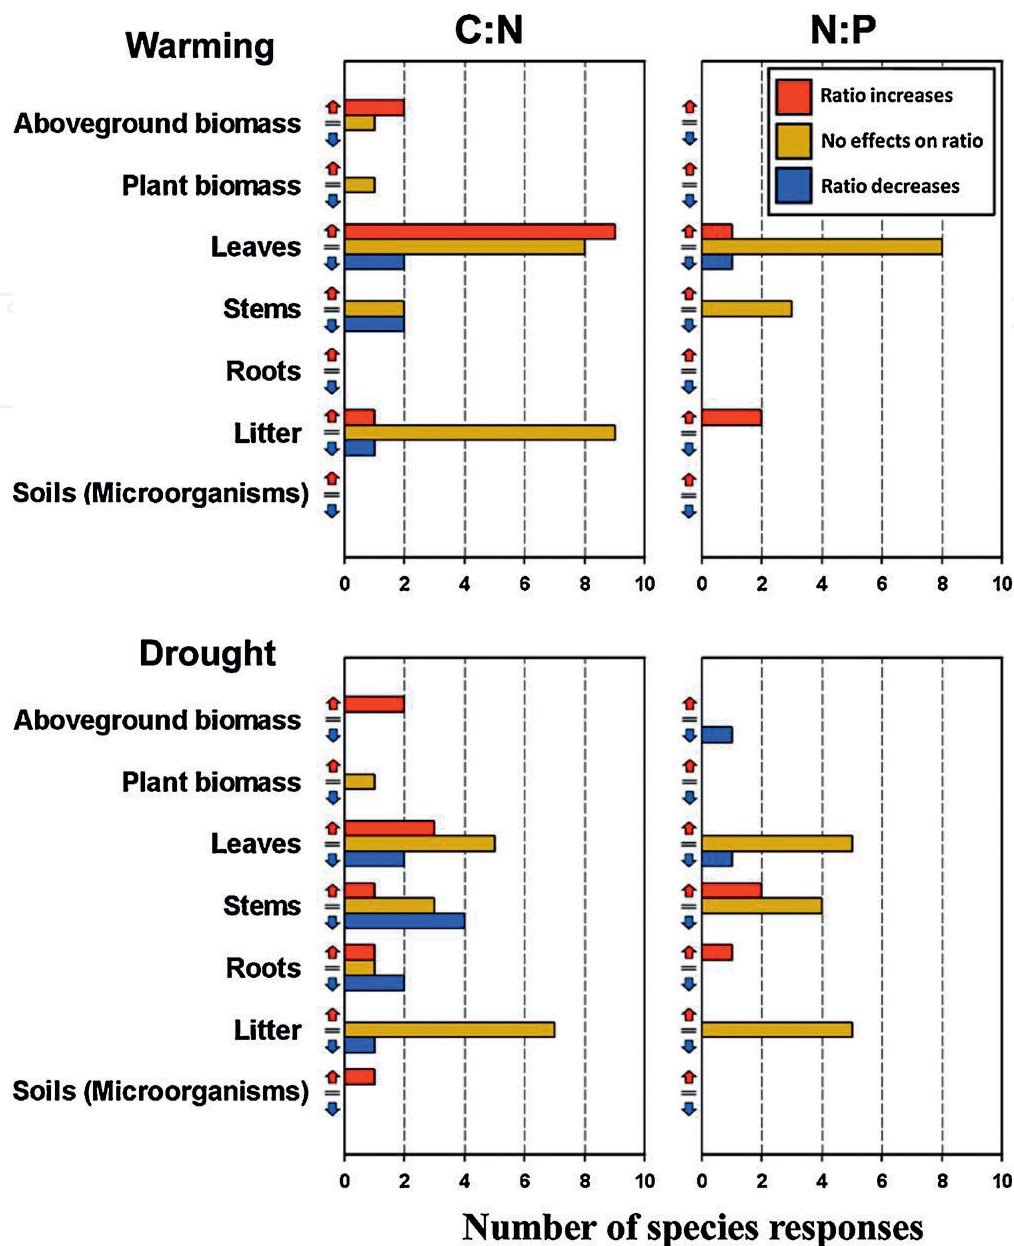 C:N
N:P
Warming
Ratio increases
No effects on ratio
Ratio decreases
Aboveground biomass
Plant biomass
Leaves
Stems
Roots
Litter
Soils (Microorganisms)
0 2 4 6 8 10
0 2 4 6 8 10
Drought
Aboveground biomass
Plant biomass
Leaves
Stems
Roots
Litter
Soils (Microorganisms)
0 2 4 6 8 10
0 2 4 6 8 10
Number of species responses